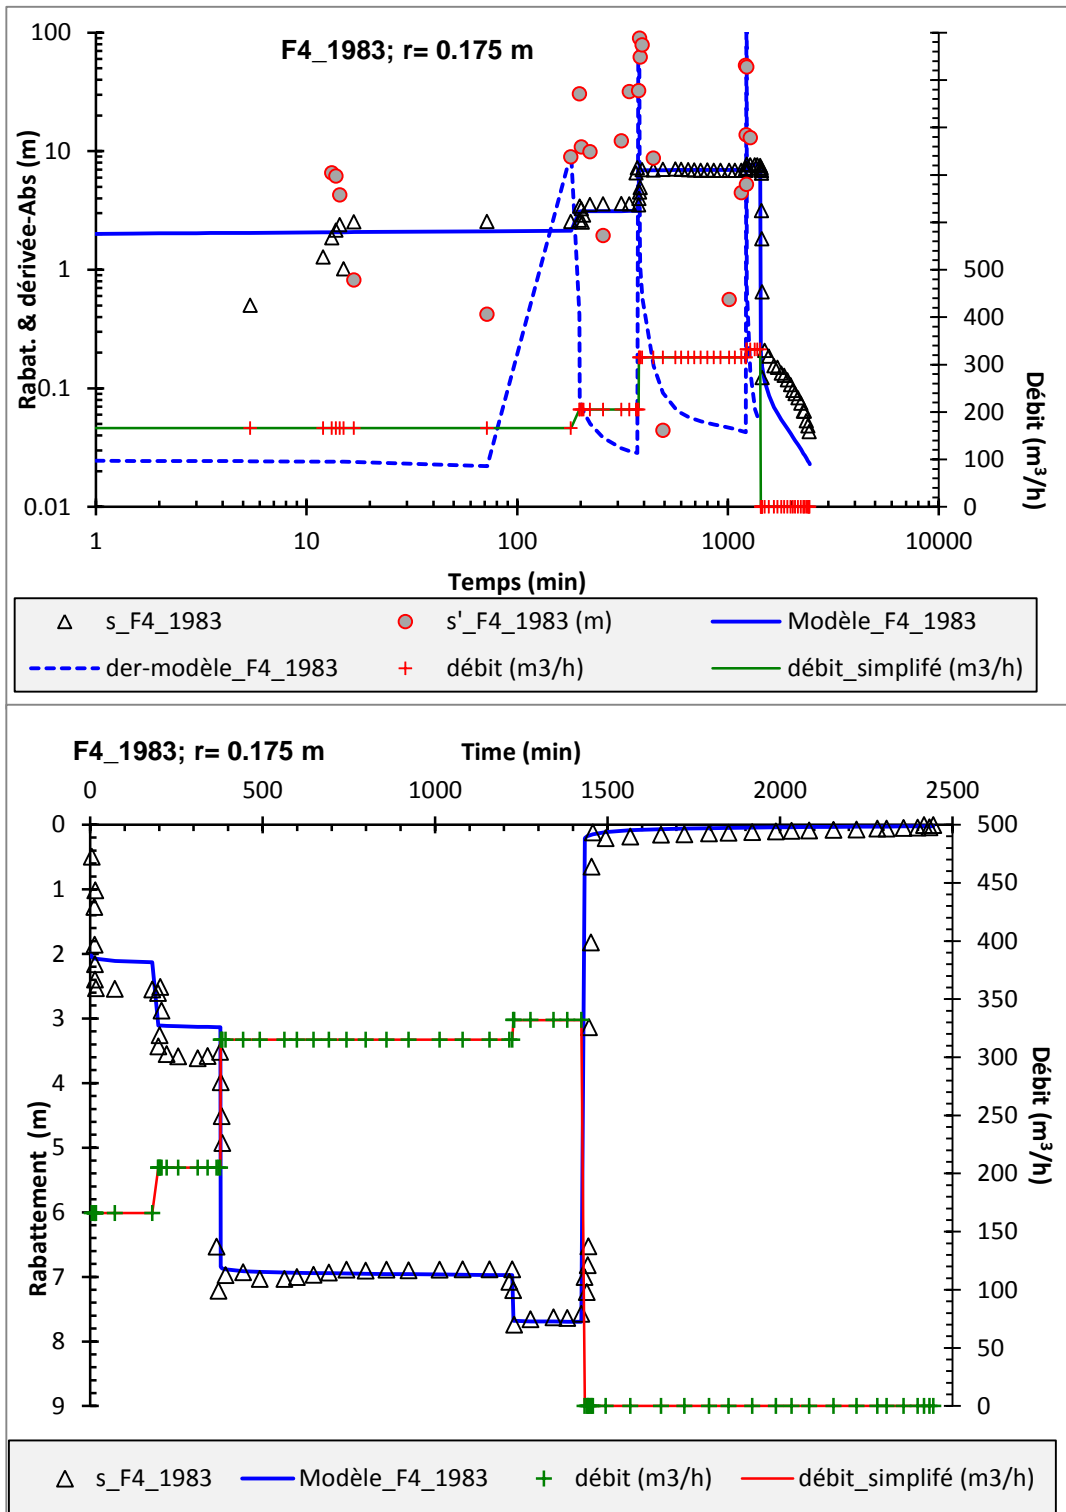 F4_1983; r= 0.175 m
Rabat. & dérivée-Abs (m)
100
10
1
0.1
0.01
500
400
300
200
100
0
Débit (m³/h)
1
10
100
1000
10000
Temps (min)
s_F4_1983
s'_F4_1983 (m)
Modèle_F4_1983
der-modèle_F4_1983
débit (m3/h)
débit_simplifé (m3/h)
F4_1983; r= 0.175 m
Time (min)
0
500
1000
1500
2000
2500
Rabattement (m)
0
1
2
3
4
5
6
7
8
9
500
450
400
350
300
250
200
150
100
50
0
Débit (m³/h)
s_F4_1983
Modèle_F4_1983
débit (m3/h)
débit_simplifé (m3/h)